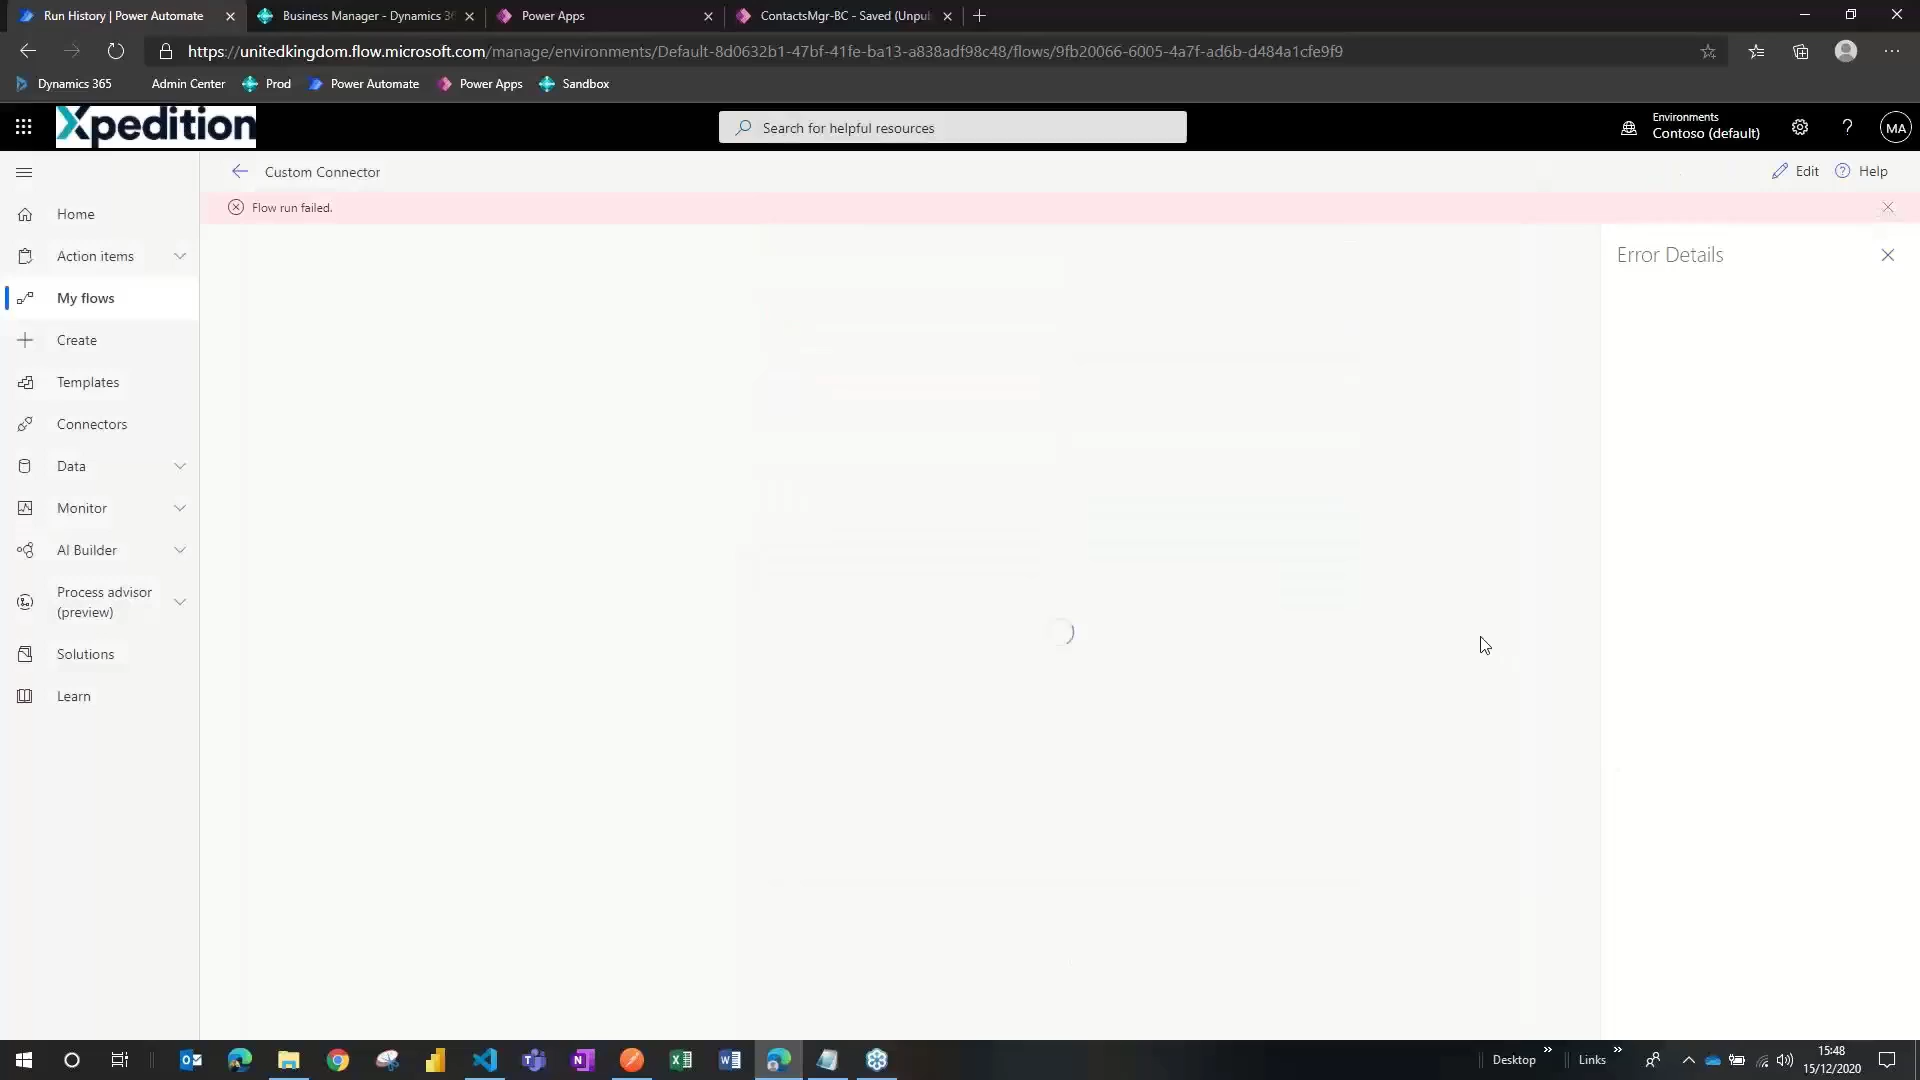 Run History | Power Automate
Business Manager - Dynamics 36
Power Apps
ContactsMgr-BC - Saved (Unpub
https://unitedkingdom.flow.microsoft.com/manage/environments/Default-8d0632b1-47bf-41fe-ba13-a838adf98c48/flows/9fb20066-6005-4a7f-ad6b-d484a1cfe9f9
Dynamics 365
Admin Center
Prod
Power Automate
Power Apps
Sandbox
Xpedition
Search for helpful resources
Environments
Contoso (default)
MA
Custom Connector
Edit
Help
Flow run failed.
Error Details
Home
Action items
My flows
Create
Templates
Connectors
Data
Monitor
AI Builder
Process advisor
(preview)
Solutions
Learn
Desktop
Links
15:48
15/12/2020